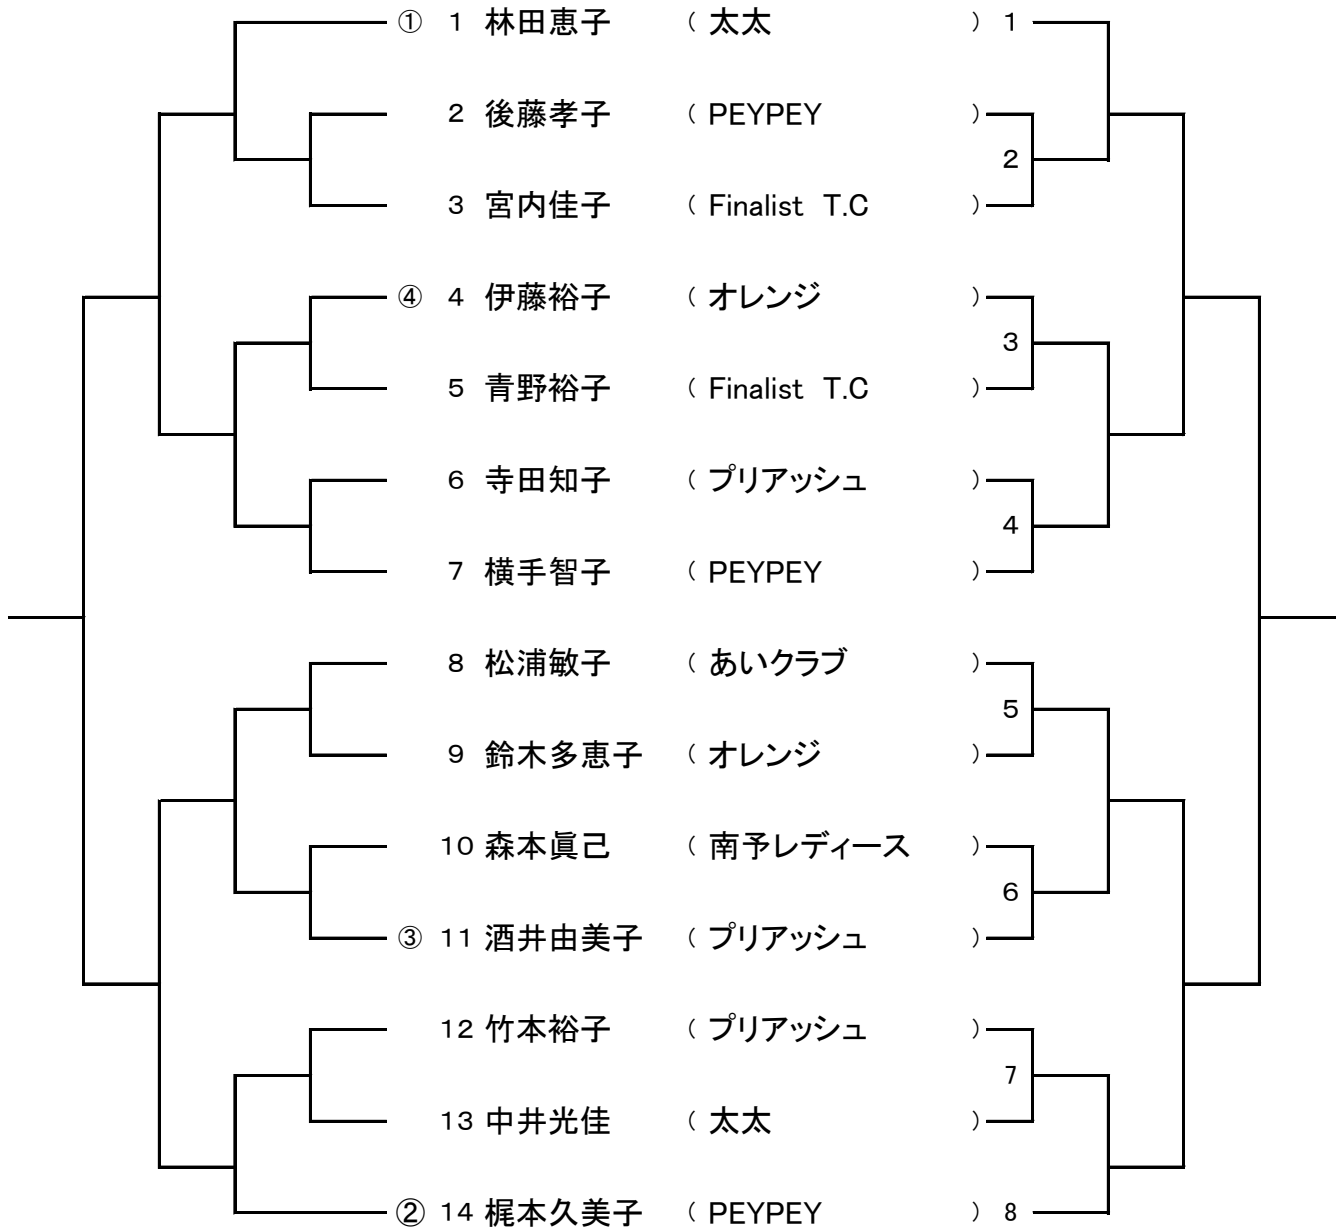 ① 1 林田恵子 ( 太太 ) 1
2 後藤孝子 ( PEYPEY )
2
3 宮内佳子 ( Finalist T.C )
④ 4 伊藤裕子 ( オレンジ )
3
5 青野裕子 ( Finalist T.C )
6 寺田知子 ( プリアッシュ )
4
7 横手智子 ( PEYPEY )
8 松浦敏子 ( あいクラブ )
5
9 鈴木多恵子 ( オレンジ )
10 森本眞己 ( 南予レディース )
6
③ 11 酒井由美子 ( プリアッシュ )
12 竹本裕子 ( プリアッシュ )
7
13 中井光佳 ( 太太 )
② 14 梶本久美子 ( PEYPEY ) 8